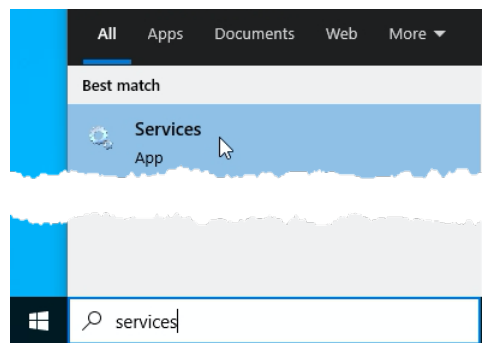 All Apps Documents Web More
Best match
Services
App
services